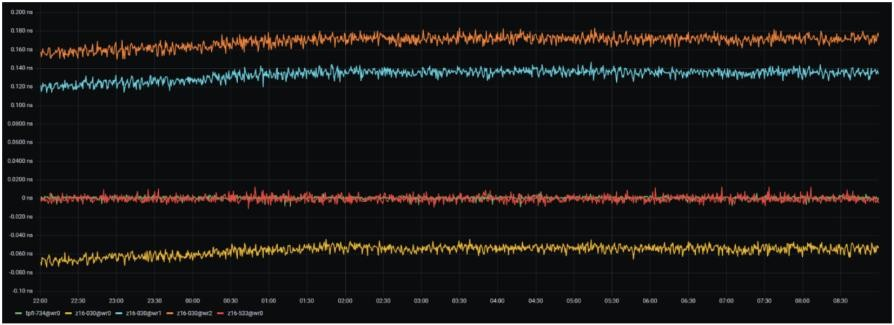 0.200 ns
0.180 ns
0.160 ns
0.140 ns
0.120 ns
0.100 ns
0.0800 ns
0.0600 ns
0.0400 ns
0.0200 ns
0 ns
-0.020 ns
-0.040 ns
-0.060 ns
-0.080 ns
-0.10 ns
22:00 22:30 23:00 23:30 00:00 00:30 01:00 01:30 02:00 02:30 03:00 03:30 04:00 04:30 05:00 05:30 06:00 06:30 07:00 07:30 08:00 08:30
z16-030@wr0 z16-030@wr1 z16-030@wr2 z16-533@wr0